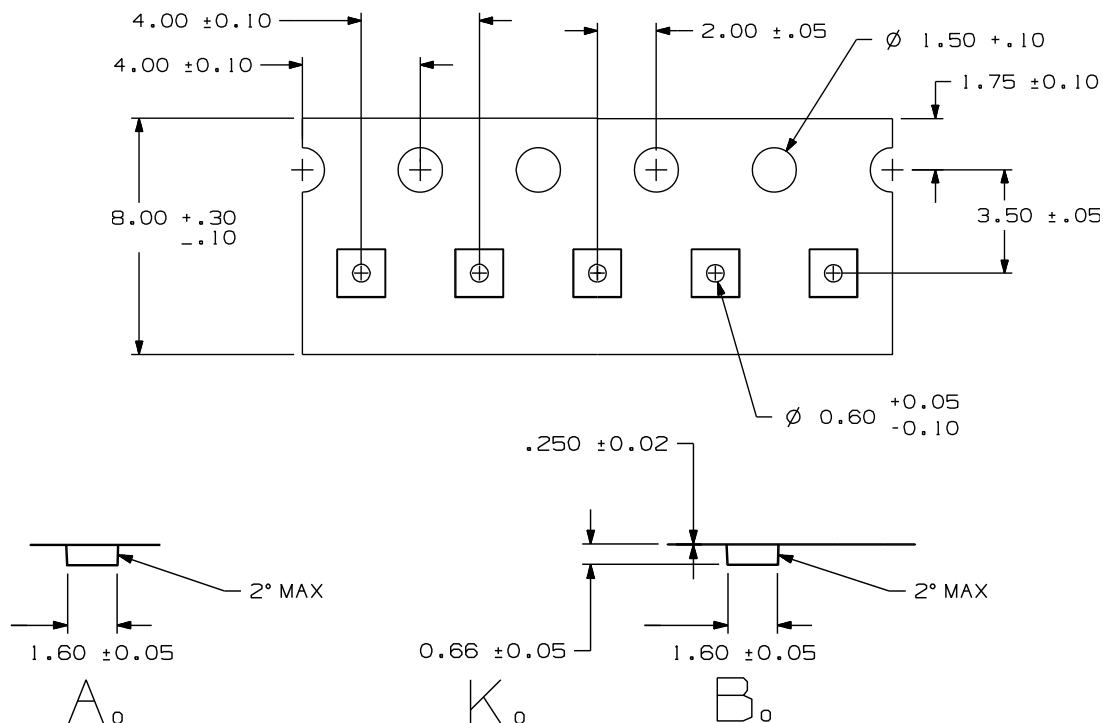 4.00 ±0.10
2.00 ±.05
Ø 1.50 +.10
4.00 ±0.10
1.75 ±0.10
8.00 +.30
-.10
3.50 ±.05
Ø 0.60 +0.05
-0.10
.250 ±0.02
2° MAX
2° MAX
1.60 ±0.05
0.66 ±0.05
1.60 ±0.05
A₀
K₀
B₀